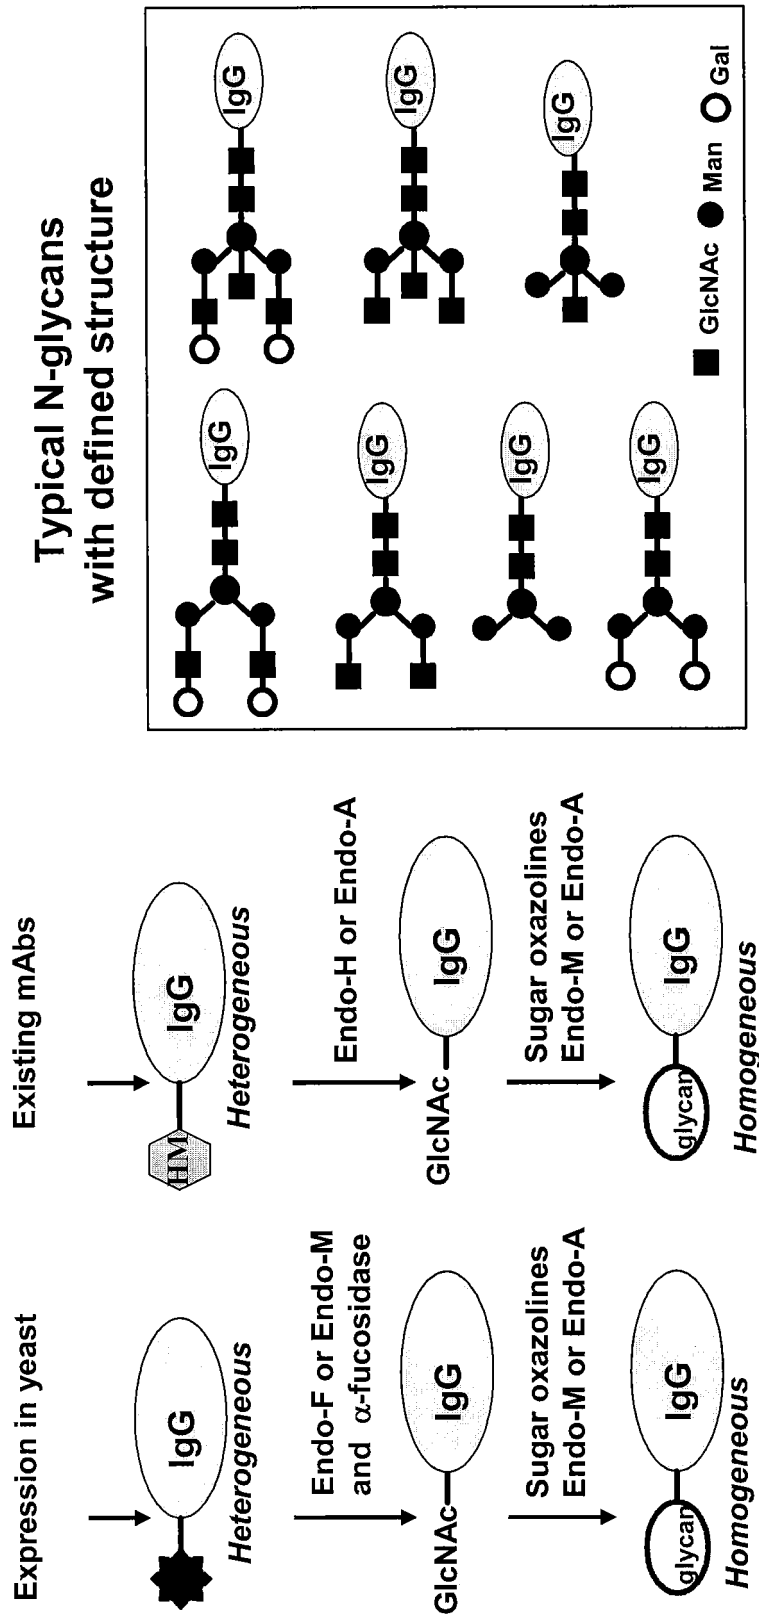 Expression in yeast
IgG
Heterogeneous
Endo-F or Endo-M
and α-fucosidase
GlcNAc
IgG
Sugar oxazolines
Endo-M or Endo-A
glycan
IgG
Homogeneous
Existing mAbs
HM
IgG
Heterogeneous
Endo-H or Endo-A
GlcNAc
IgG
Sugar oxazolines
Endo-M or Endo-A
glycan
IgG
Homogeneous
Typical N-glycans
with defined structure
IgG
IgG
IgG
IgG
IgG
IgG
IgG
GlcNAc Man Gal